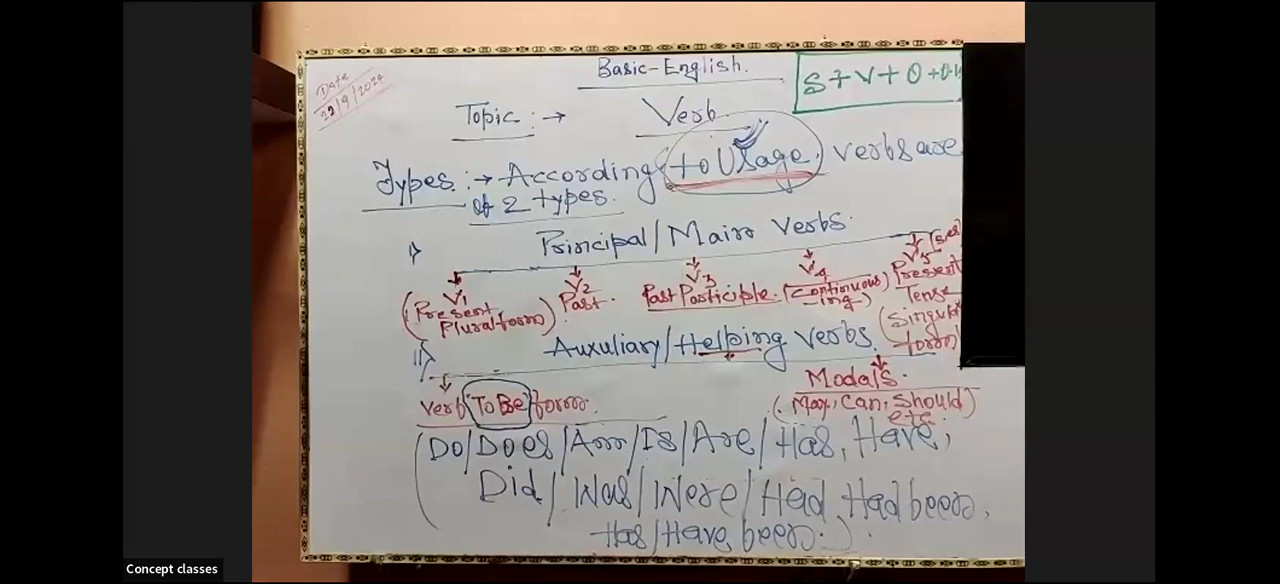 Date
22/9/2024
Basic-English.
S + V + O +
Topic :→ Verb
Types :→ According to Usage, verbs are
of 2 types.
i) Principal/Main Verbs.
V1 V2 V3 V4 V5
(Present Plural form) Past. Past Participle. (continuous) -ing) Present
Tense
(Singular
form)
ii) Auxuliary/Helping Verbs.
Verb 'To Be' form. Modals.
(May, Can, Should)
etc.
(Do/Does/Am/Is/Are/Has, Have,
Did/Was/Were/Had, Had been,
Has/Have been.)
Concept classes